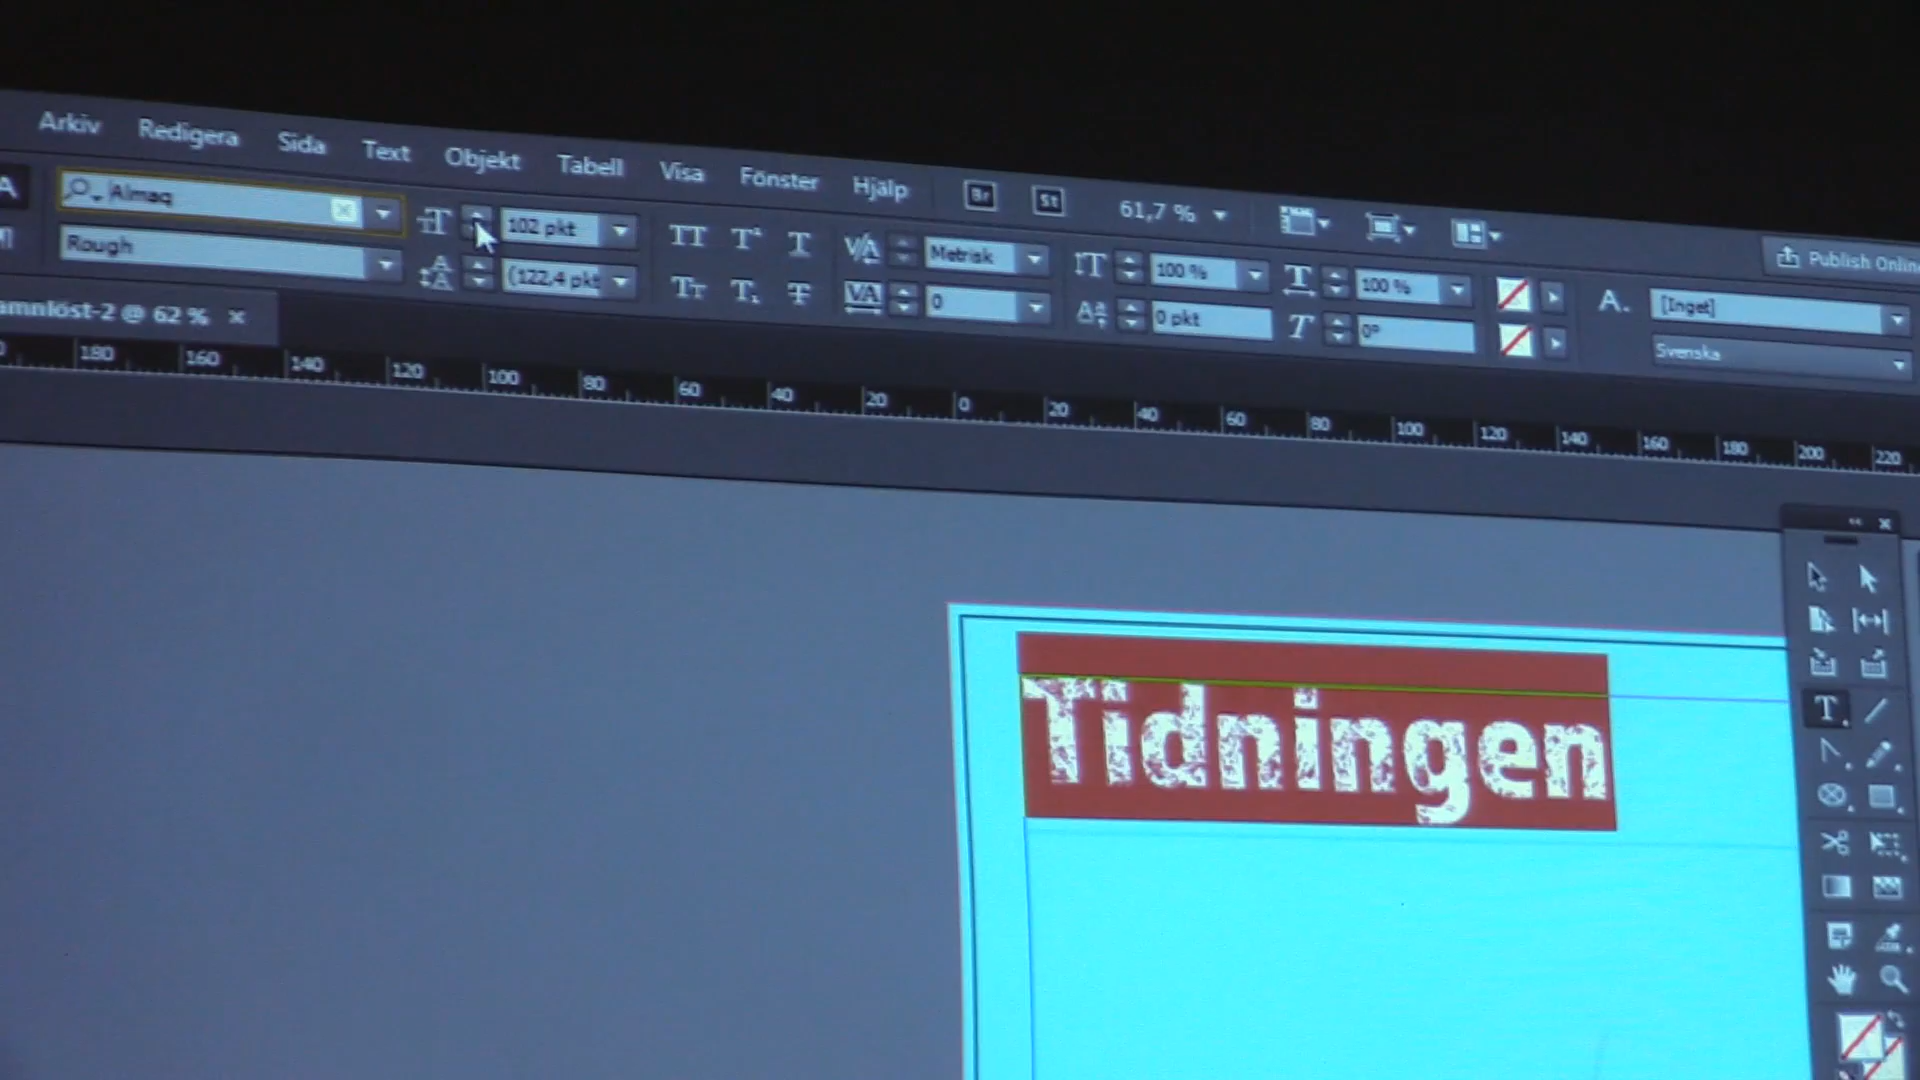 Arkiv Redigera Sida Text Objekt Tabell Visa Fönster Hjälp Br St 61,7 %
Almaq 102 pkt Metrisk 100 % 100 % [Inget] Publish Online
Rough (122,4 pkt 0 0 pkt 0° Svenska
amnlöst-2 @ 62 % ×
180 160 140 120 100 80 60 40 20 0 20 40 60 80 100 120 140 160 180 200 220
Tidningen